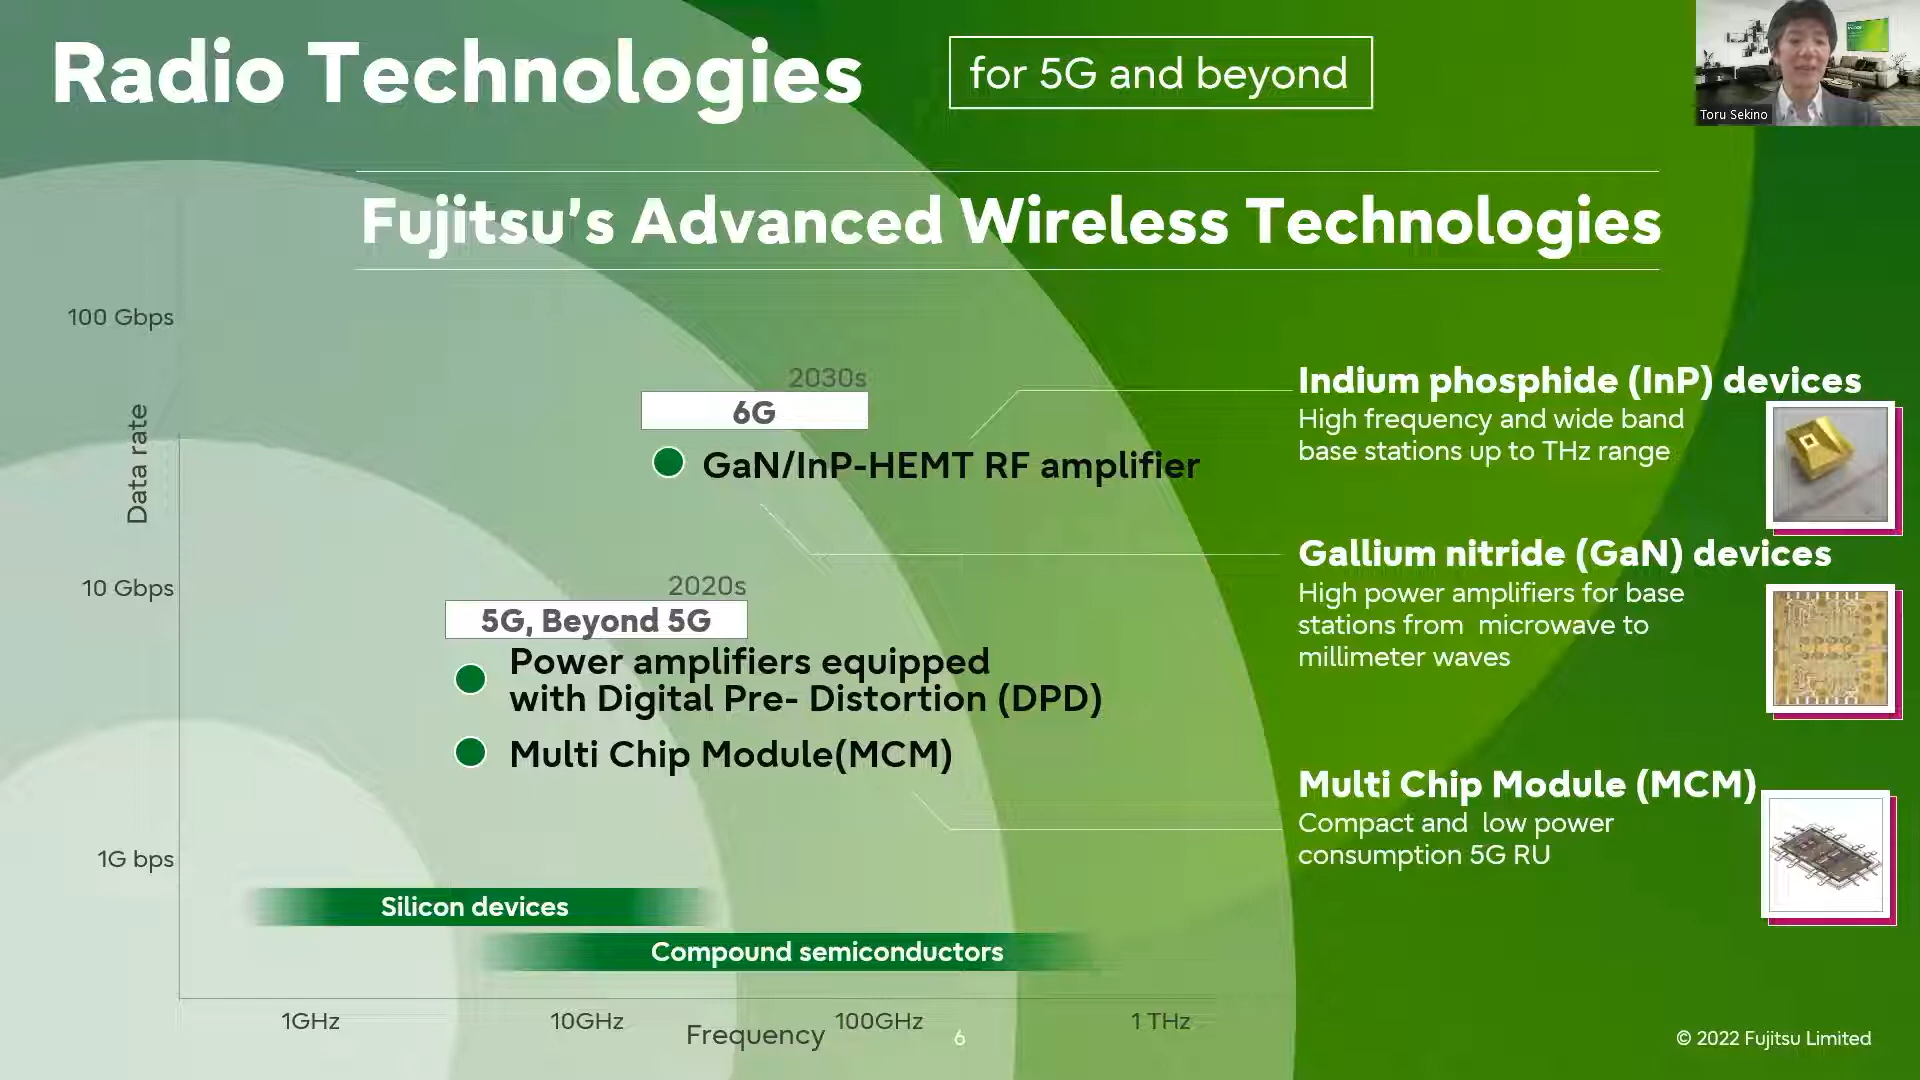 Radio Technologies
for 5G and beyond
Toru Sekino
Fujitsu's Advanced Wireless Technologies
100 Gbps
Data rate
10 Gbps
1G bps
2030s
6G
GaN/InP-HEMT RF amplifier
2020s
5G, Beyond 5G
Power amplifiers equipped
with Digital Pre- Distortion (DPD)
Multi Chip Module(MCM)
Silicon devices
Compound semiconductors
1GHz
10GHz
100GHz
1 THz
Frequency
Indium phosphide (InP) devices
High frequency and wide band
base stations up to THz range
Gallium nitride (GaN) devices
High power amplifiers for base
stations from  microwave to
millimeter waves
Multi Chip Module (MCM)
Compact and  low power
consumption 5G RU
6
© 2022 Fujitsu Limited